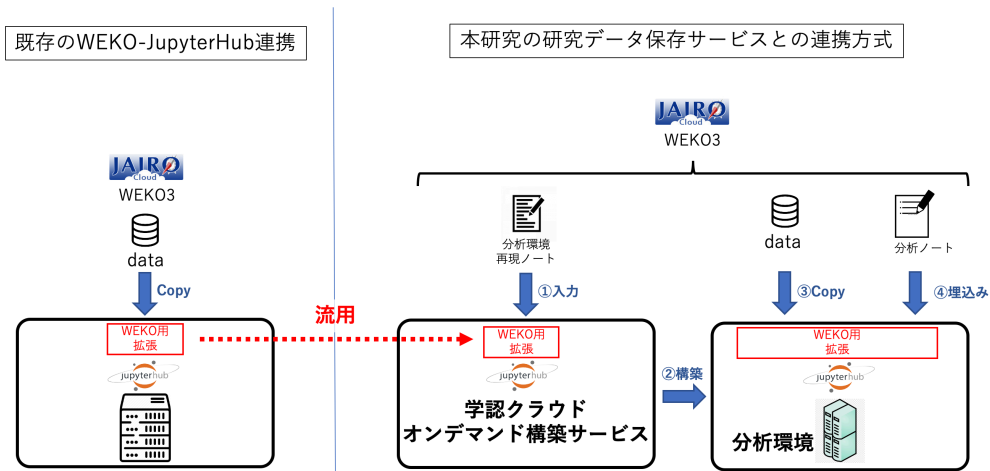 既存のWEKO-JupyterHub連携
JAIRO
Cloud
WEKO3
data
Copy
WEKO用
拡張
jupyterhub
流用
本研究の研究データ保存サービスとの連携方式
JAIRO
Cloud
WEKO3
分析環境
再現ノート
data
分析ノート
①入力
③Copy
④埋込み
WEKO用
拡張
jupyterhub
学認クラウド
オンデマンド構築サービス
②構築
WEKO用
拡張
jupyterhub
分析環境